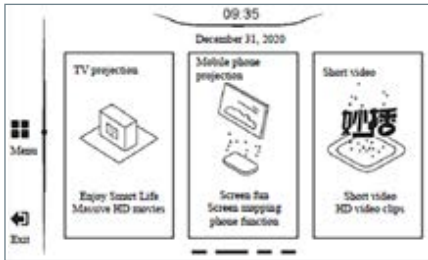 09:35
December 31, 2020
TV projection
Enjoy Smart Life
Massive HD movies
Mobile phone
projection
Screen fun
Screen mapping
phone function
Short video
妙播
Short video
HD video clips
Menu
Exit